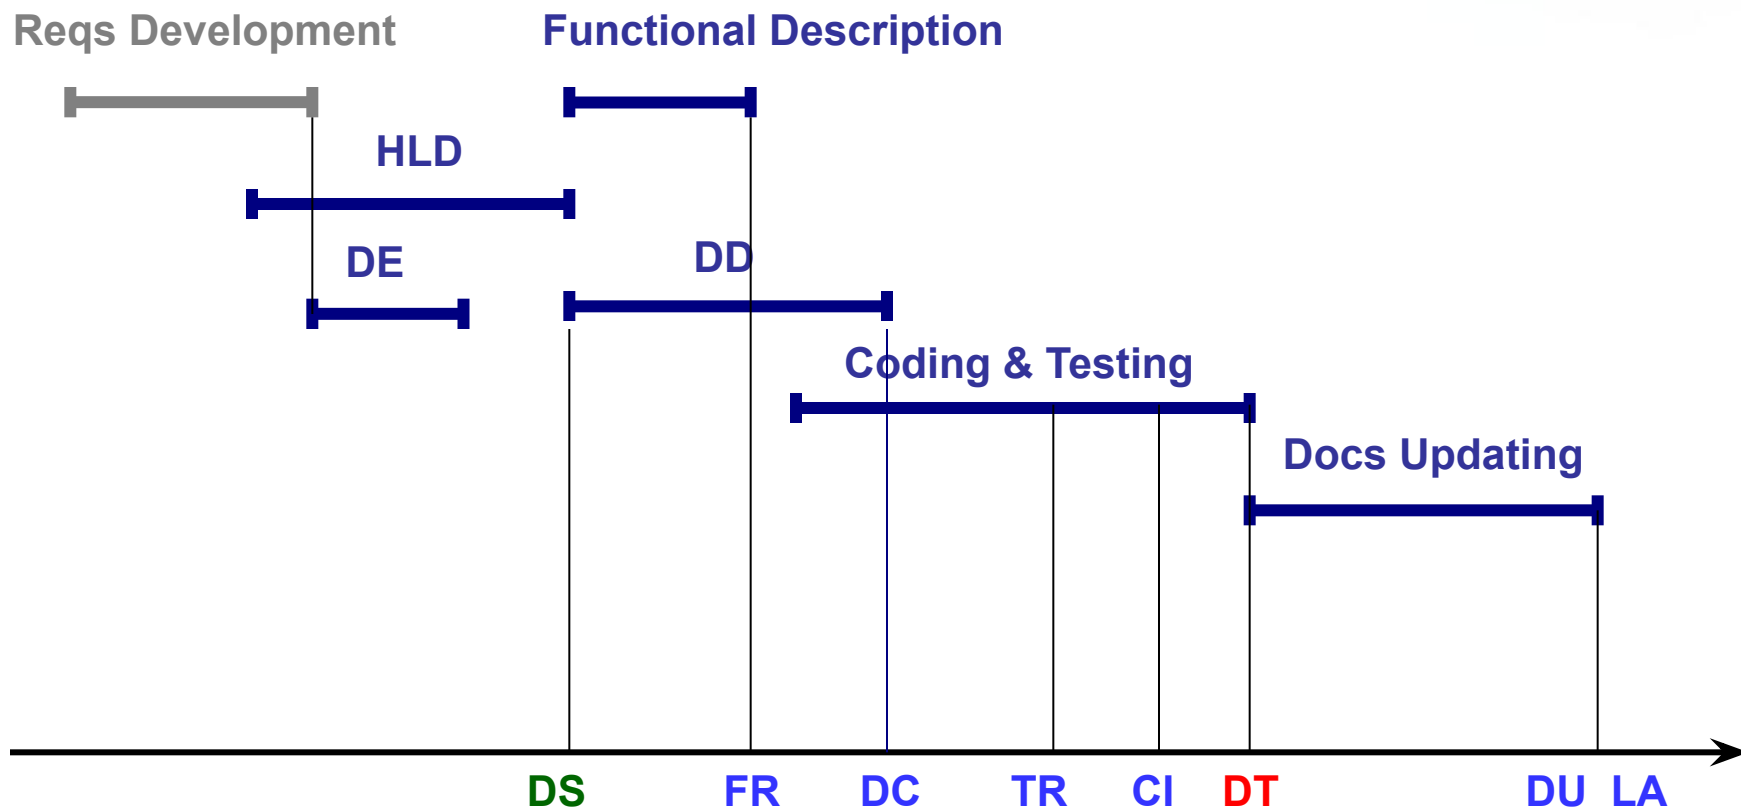 Reqs Development
Functional Description
HLD
DE
DD
Coding & Testing
Docs Updating
DS FR DC TR CI DT DU LA